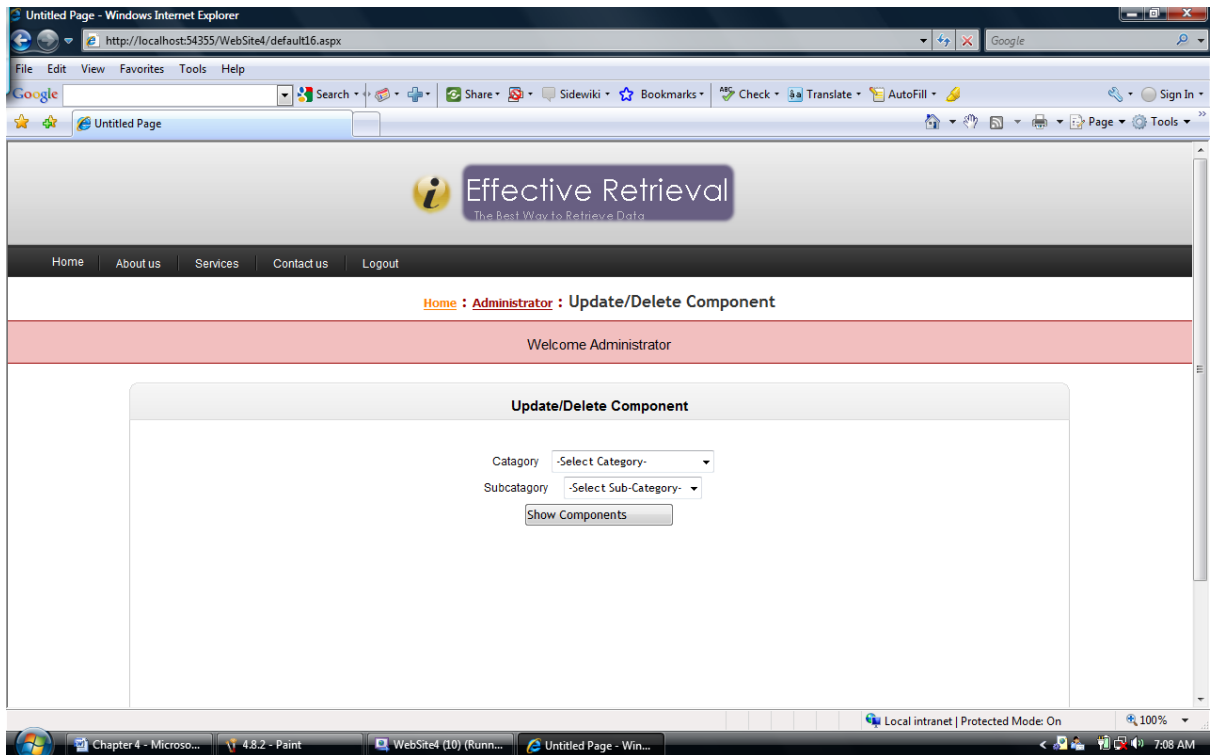 Untitled Page - Windows Internet Explorer
http://localhost:54355/WebSite4/default16.aspx
Google
File Edit View Favorites Tools Help
Google Search Share Sidewiki Bookmarks Check Translate AutoFill Sign In
Untitled Page Page Tools
Effective Retrieval
The Best Way to Retrieve Data
Home About us Services Contact us Logout
Home : Administrator : Update/Delete Component
Welcome Administrator
Update/Delete Component
Catagory -Select Category-
Subcatagory -Select Sub-Category-
Show Components
Local intranet | Protected Mode: On 100%
Chapter 4 - Microso... 4.8.2 - Paint WebSite4 (10) (Runn... Untitled Page - Win... 7:08 AM